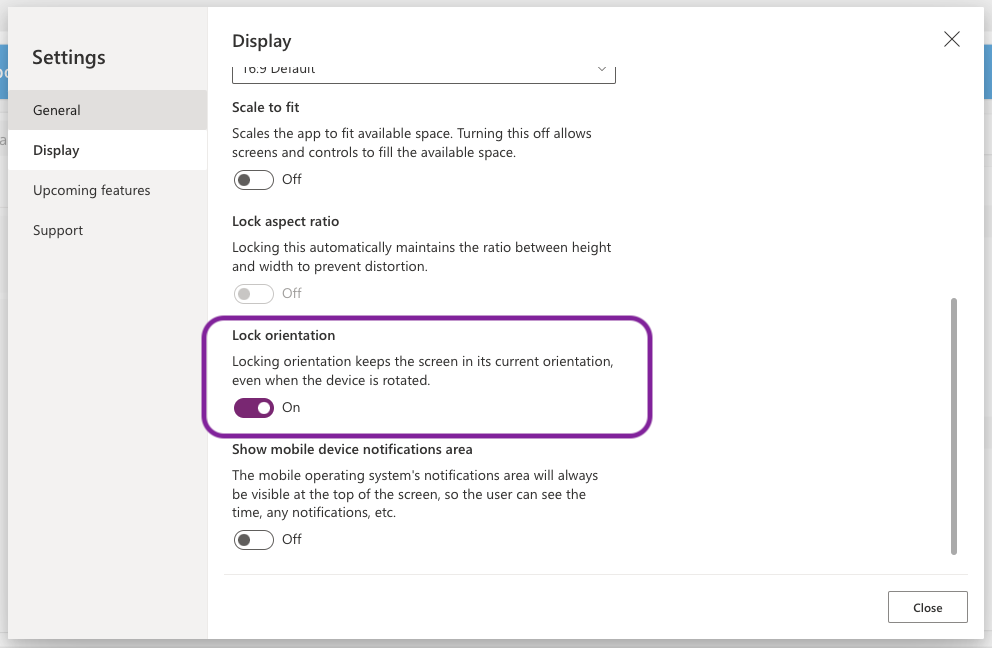 Settings
General
Display
Upcoming features
Support
Display
16:9 Default
Scale to fit
Scales the app to fit available space. Turning this off allows
screens and controls to fill the available space.
Off
Lock aspect ratio
Locking this automatically maintains the ratio between height
and width to prevent distortion.
Off
Lock orientation
Locking orientation keeps the screen in its current orientation,
even when the device is rotated.
On
Show mobile device notifications area
The mobile operating system's notifications area will always
be visible at the top of the screen, so the user can see the
time, any notifications, etc.
Off
Close